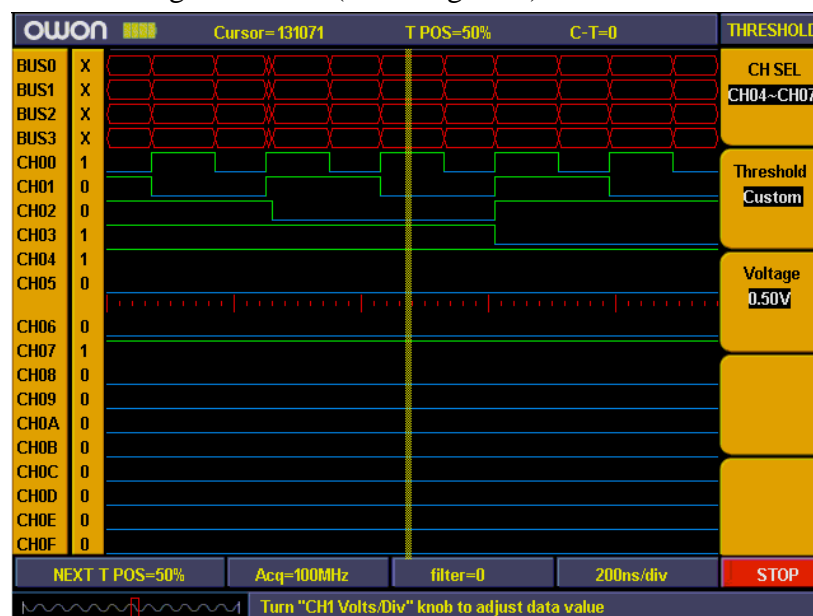 owon Cursor=131071 T POS=50% C-T=0 THRESHOLD
BUS0 X
BUS1 X
BUS2 X
BUS3 X
CH00 1
CH01 0
CH02 0
CH03 1
CH04 1
CH05 0
CH06 0
CH07 1
CH08 0
CH09 0
CH0A 0
CH0B 0
CH0C 0
CH0D 0
CH0E 0
CH0F 0
CH SEL
CH04~CH07
Threshold
Custom
Voltage
0.50V
NEXT T POS=50% Acq=100MHz filter=0 200ns/div STOP
Turn "CH1 Volts/Div" knob to adjust data value